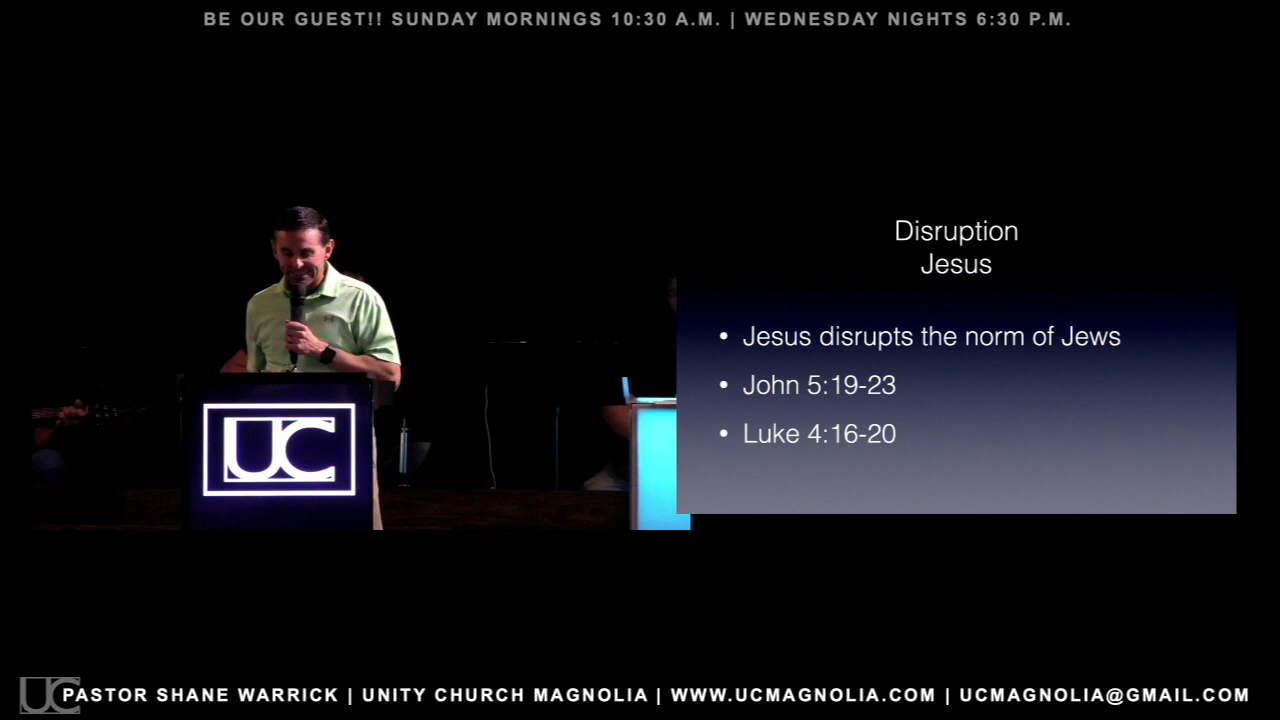 BE OUR GUEST!! SUNDAY MORNINGS 10:30 A.M. | WEDNESDAY NIGHTS 6:30 P.M.
Disruption
Jesus
• Jesus disrupts the norm of Jews
• John 5:19-23
• Luke 4:16-20
UC
UC
PASTOR SHANE WARRICK | UNITY CHURCH MAGNOLIA | WWW.UCMAGNOLIA.COM | UCMAGNOLIA@GMAIL.COM